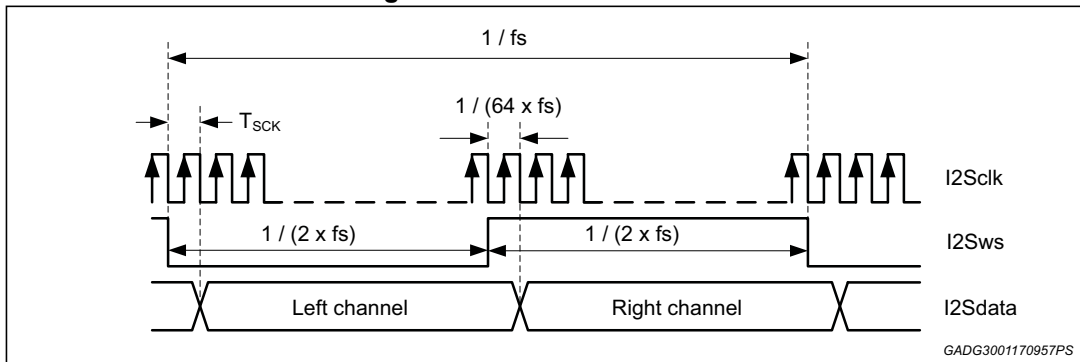 1 / fs
1 / (64 x fs)
TSCK
I2Sclk
1 / (2 x fs)
1 / (2 x fs)
I2Sws
Left channel
Right channel
I2Sdata
GADG3001170957PS